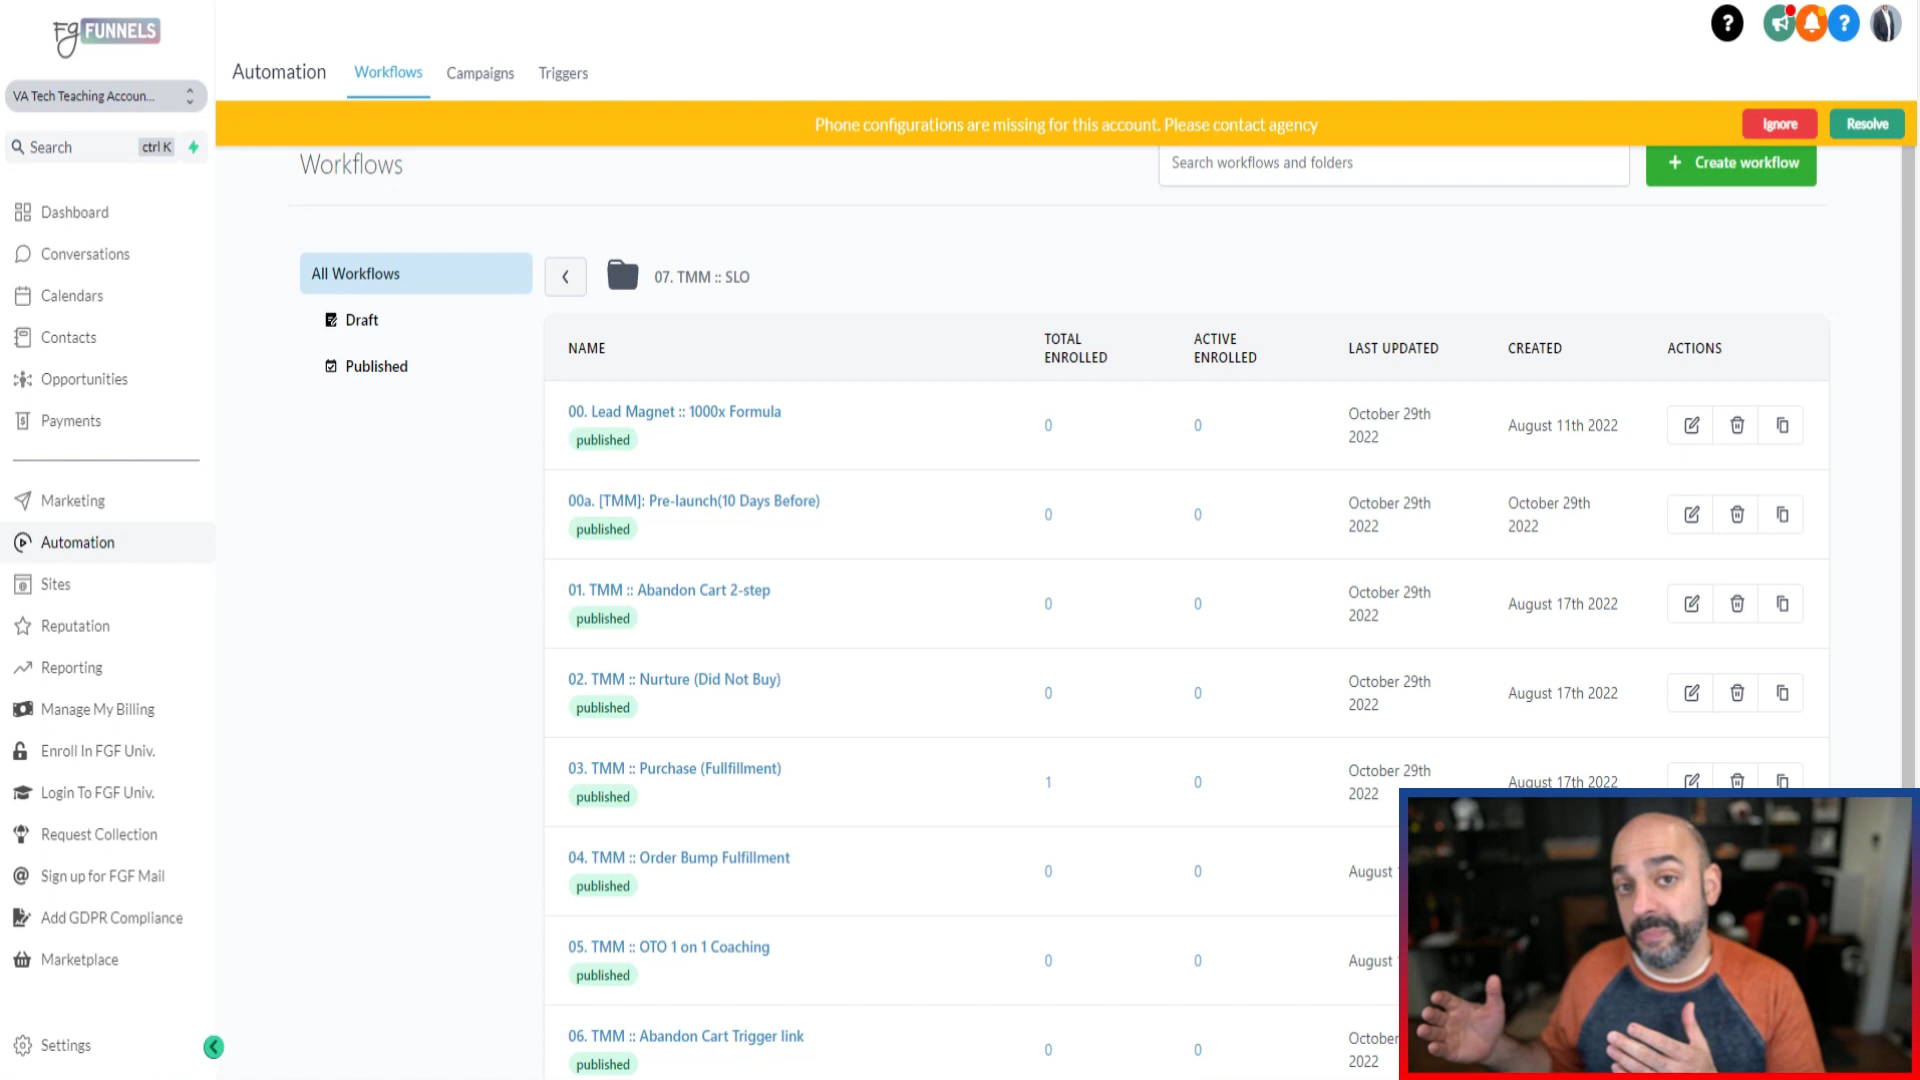 Fg FUNNELS
VA Tech Teaching Accoun...
Search ctrl K
Dashboard
Conversations
Calendars
Contacts
Opportunities
Payments
Marketing
Automation
Sites
Reputation
Reporting
Manage My Billing
Enroll In FGF Univ.
Login To FGF Univ.
Request Collection
Sign up for FGF Mail
Add GDPR Compliance
Marketplace
Settings
Automation Workflows Campaigns Triggers
Phone configurations are missing for this account. Please contact agency Ignore Resolve
Workflows Search workflows and folders + Create workflow
All Workflows
Draft
Published
07. TMM :: SLO
NAME TOTAL ENROLLED ACTIVE ENROLLED LAST UPDATED CREATED ACTIONS
00. Lead Magnet :: 1000x Formula
published
0 0 October 29th 2022 August 11th 2022
00a. [TMM]: Pre-launch(10 Days Before)
published
0 0 October 29th 2022 October 29th 2022
01. TMM :: Abandon Cart 2-step
published
0 0 October 29th 2022 August 17th 2022
02. TMM :: Nurture (Did Not Buy)
published
0 0 October 29th 2022 August 17th 2022
03. TMM :: Purchase (Fullfillment)
published
1 0 October 29th 2022 August 17th 2022
04. TMM :: Order Bump Fulfillment
published
0 0 August
05. TMM :: OTO 1 on 1 Coaching
published
0 0 August
06. TMM :: Abandon Cart Trigger link
published
0 0 October 2022